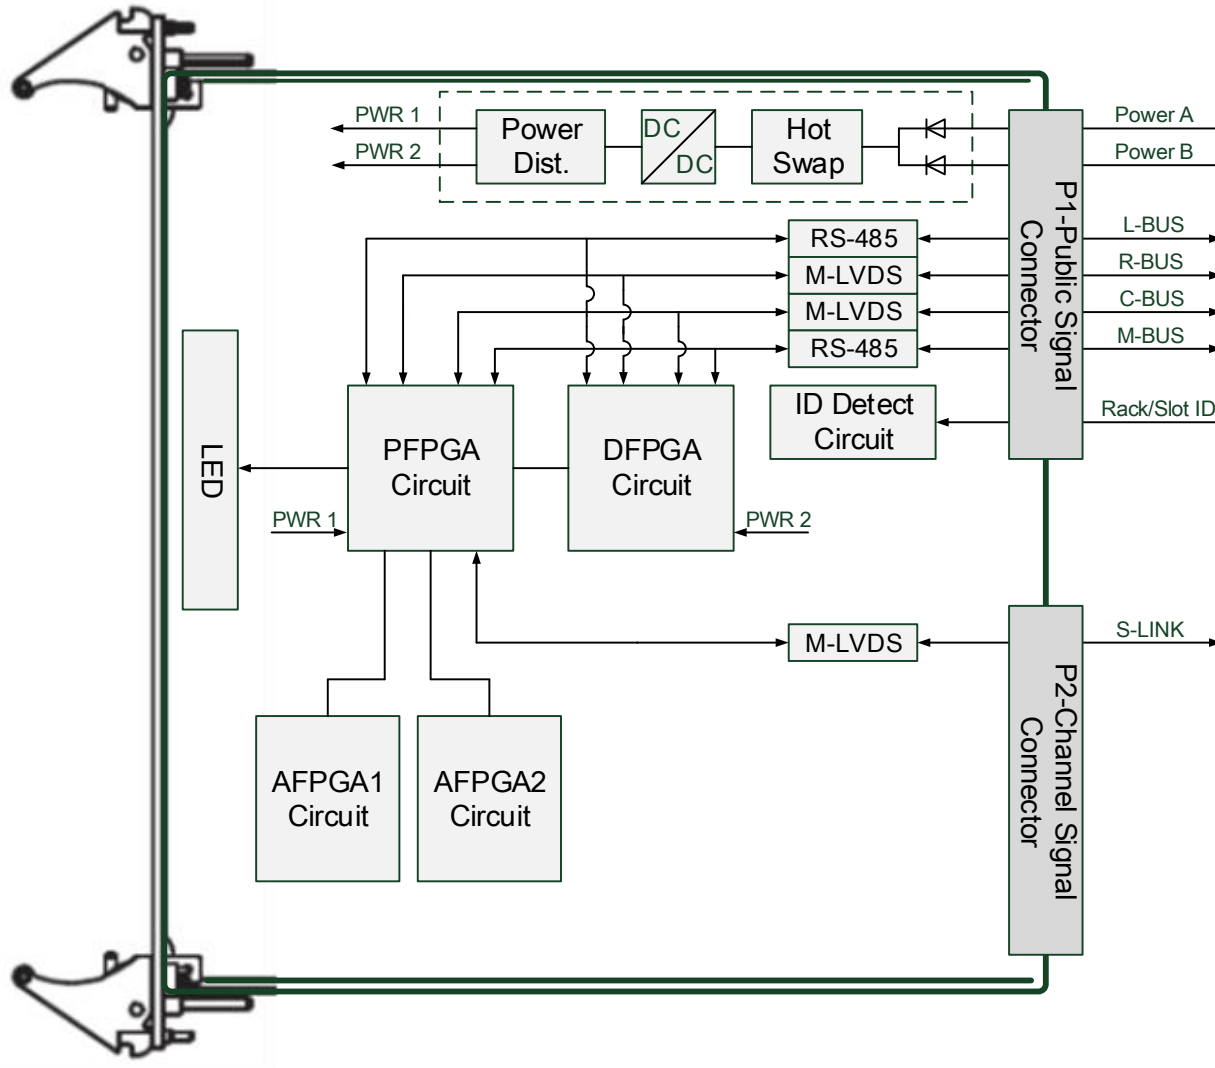 PWR 1
PWR 2
Power
Dist.
DC
DC
Hot
Swap
Power A
Power B
P1-Public Signal
Connector
RS-485
M-LVDS
M-LVDS
RS-485
L-BUS
R-BUS
C-BUS
M-BUS
ID Detect
Circuit
Rack/Slot ID
LED
PFPGA
Circuit
DFPGA
Circuit
PWR 1
PWR 2
M-LVDS
S-LINK
P2-Channel Signal
Connector
AFPGA1
Circuit
AFPGA2
Circuit